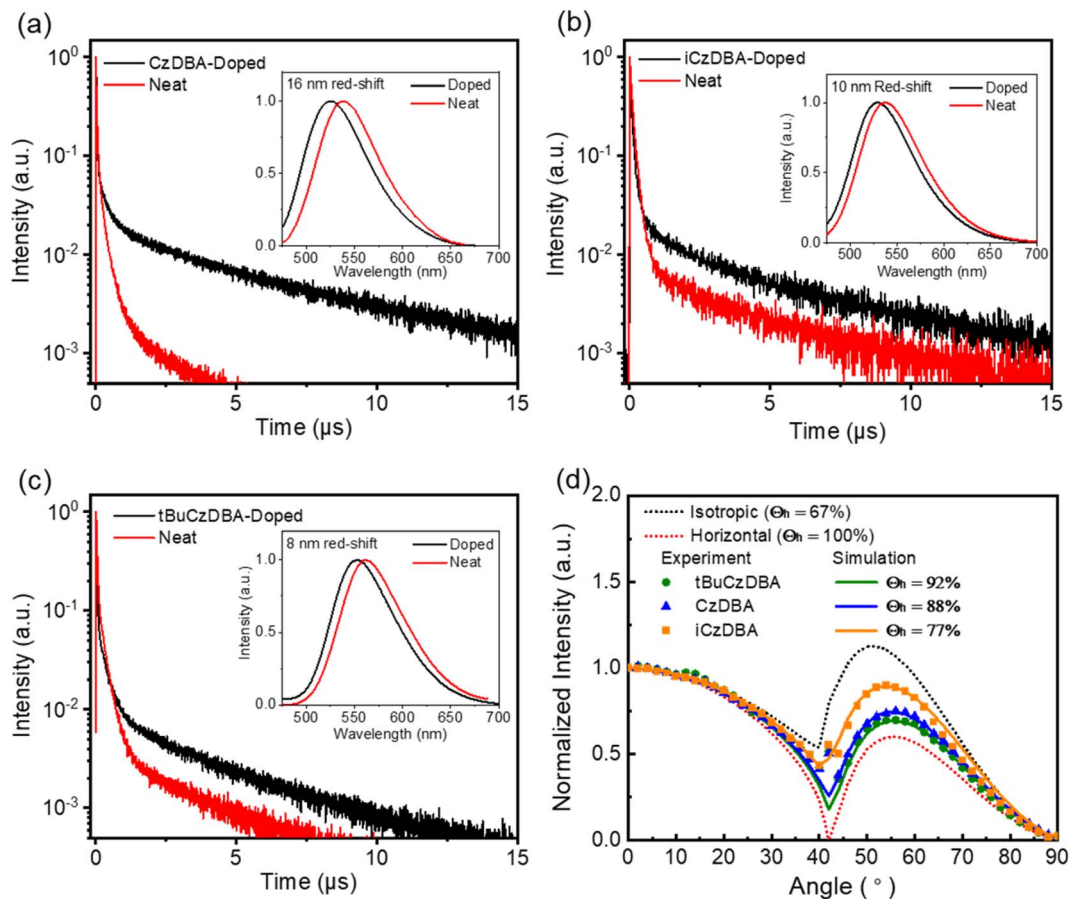 (a)
CzDBA-Doped
Neat
16 nm red-shift
Doped
Neat
1.0
0.5
0.0
500 550 600 650 700
Wavelength (nm)
Intensity (a.u.)
10⁰
10⁻¹
10⁻²
10⁻³
0 5 10 15
Time (μs)
(b)
iCzDBA-Doped
Neat
10 nm Red-shift
Doped
Neat
Intensity (a.u.)
1.0
0.5
0.0
500 550 600 650 700
Wavelength (nm)
Intensity (a.u.)
10⁰
10⁻¹
10⁻²
10⁻³
0 5 10 15
Time (μs)
(c)
tBuCzDBA-Doped
Neat
8 nm red-shift
Doped
Neat
Intensity (a.u.)
1.0
0.5
0.0
500 550 600 650 700
Wavelength (nm)
Intensity (a.u.)
10⁰
10⁻¹
10⁻²
10⁻³
0 5 10 15
Time (μs)
(d)
Isotropic (Θh = 67%)
Horizontal (Θh = 100%)
Experiment Simulation
tBuCzDBA Θh = 92%
CzDBA Θh = 88%
iCzDBA Θh = 77%
Normalized Intensity (a.u.)
2.0
1.5
1.0
0.5
0.0
0 10 20 30 40 50 60 70 80 90
Angle (°)